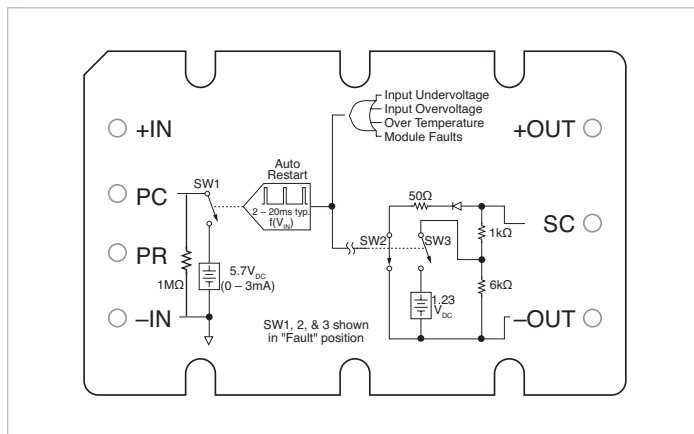 Input Undervoltage
Input Overvoltage
Over Temperature
Module Faults
+IN
+OUT
Auto
Restart
SW1
PC
2 – 20ms typ.
f(VIN)
50Ω
SC
SW2
SW3
1kΩ
PR
5.7VDC
(0 – 3mA)
1MΩ
6kΩ
1.23
VDC
–IN
–OUT
SW1, 2, & 3 shown
in "Fault" position